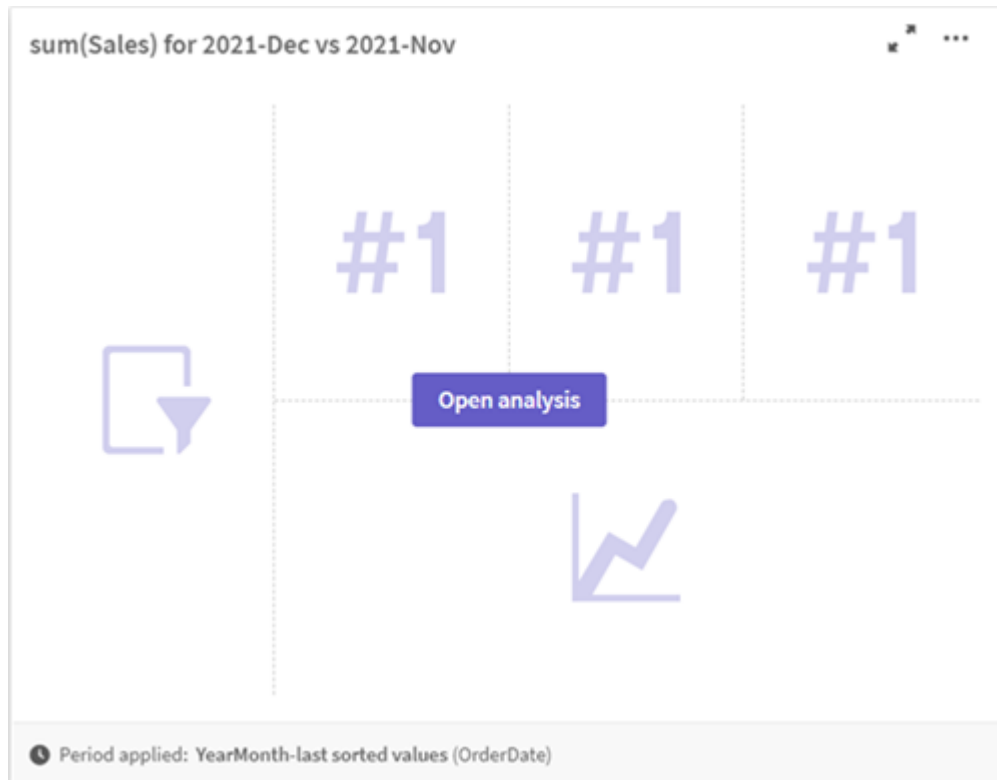 sum(Sales) for 2021-Dec vs 2021-Nov
#1 #1 #1
Open analysis
Period applied: YearMonth-last sorted values (OrderDate)